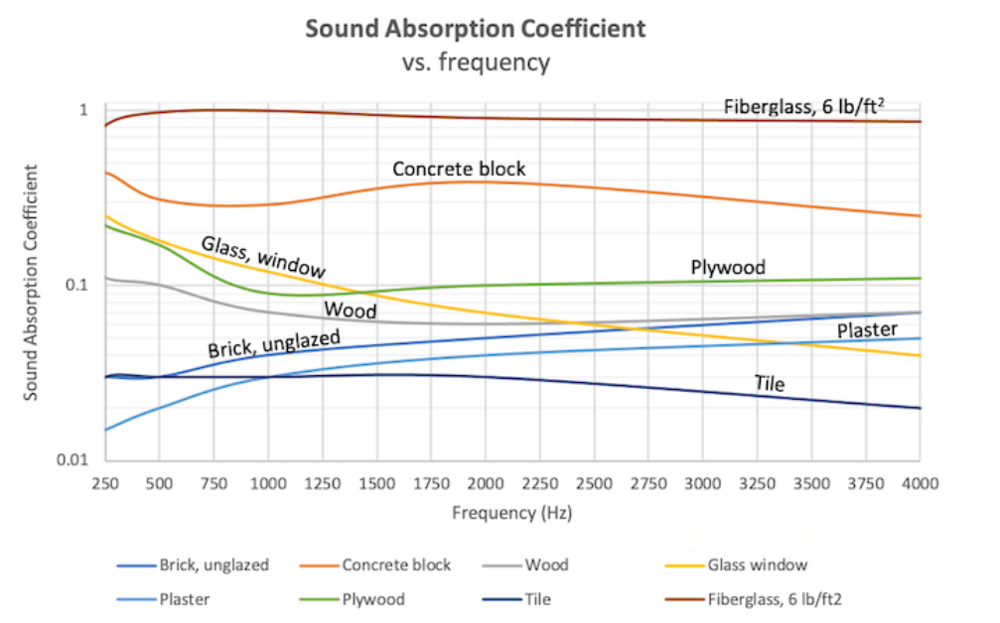 Sound Absorption Coefficient
vs. frequency
Sound Absorption Coefficient
1
0.1
0.01
Fiberglass, 6 lb/ft²
Concrete block
Glass, window
Plywood
Wood
Brick, unglazed
Plaster
Tile
250 500 750 1000 1250 1500 1750 2000 2250 2500 2750 3000 3250 3500 3750 4000
Frequency (Hz)
Brick, unglazed Concrete block Wood Glass window
Plaster Plywood Tile Fiberglass, 6 lb/ft2